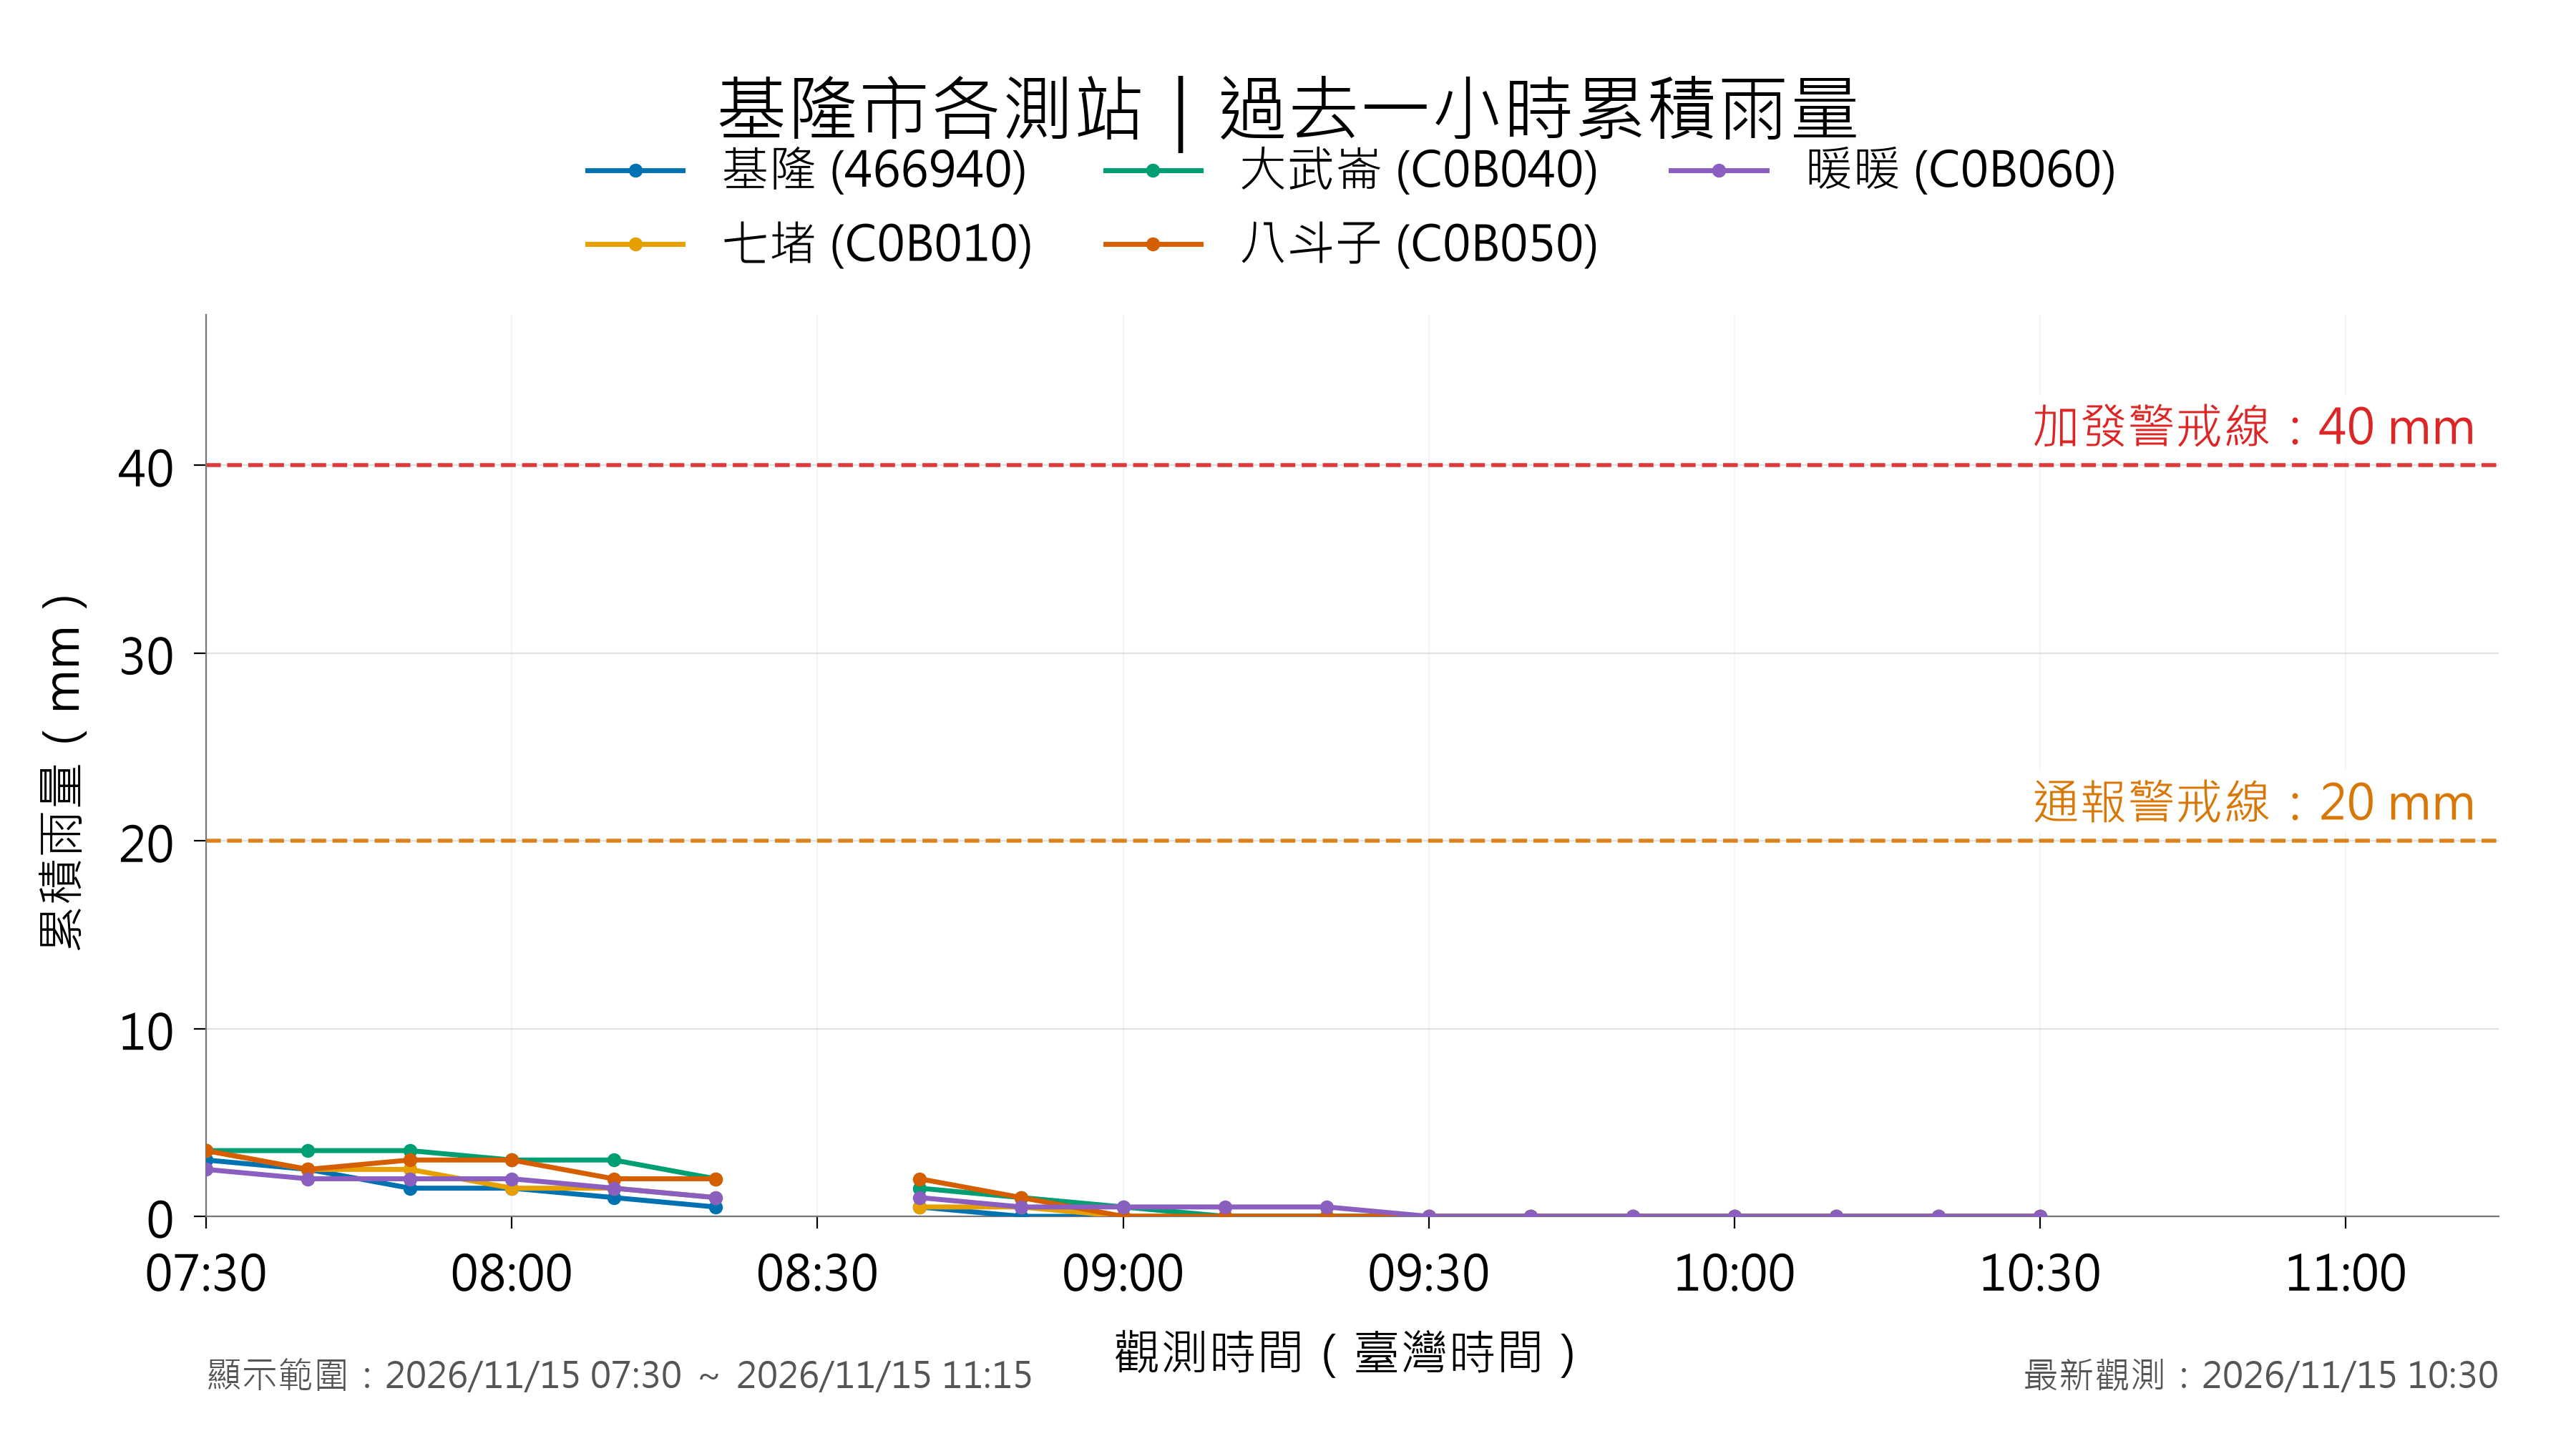 基隆市各測站｜過去一小時累積雨量
基隆 (466940)
七堵 (C0B010)
大武崙 (C0B040)
八斗子 (C0B050)
暖暖 (C0B060)
累積雨量（mm）
40
30
20
10
0
加發警戒線：40 mm
通報警戒線：20 mm
07:30 08:00 08:30 09:00 09:30 10:00 10:30 11:00
觀測時間（臺灣時間）
顯示範圍：2026/11/15 07:30 ~ 2026/11/15 11:15
最新觀測：2026/11/15 10:30